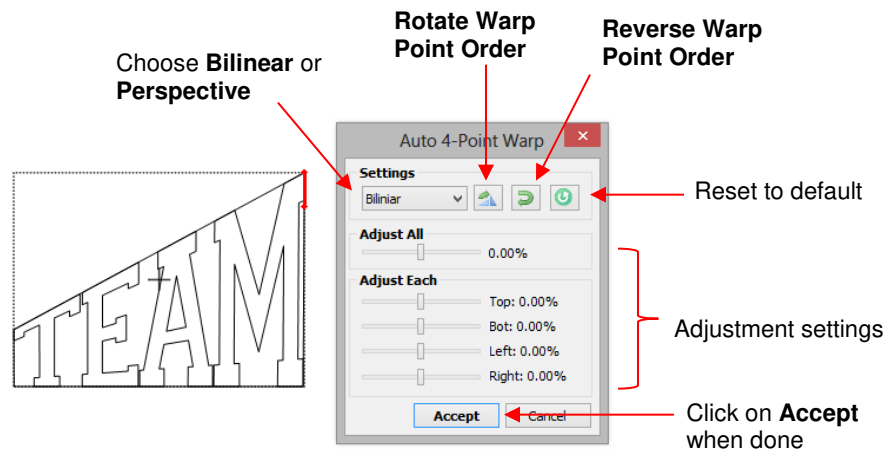 Rotate Warp
Point Order
Reverse Warp
Point Order
Choose Bilinear or
Perspective
Auto 4-Point Warp
Settings
Biliniar
Reset to default
Adjust All
0.00%
Adjust Each
Top: 0.00%
Bot: 0.00%
Left: 0.00%
Right: 0.00%
Adjustment settings
TEAM
Accept
Cancel
Click on Accept
when done